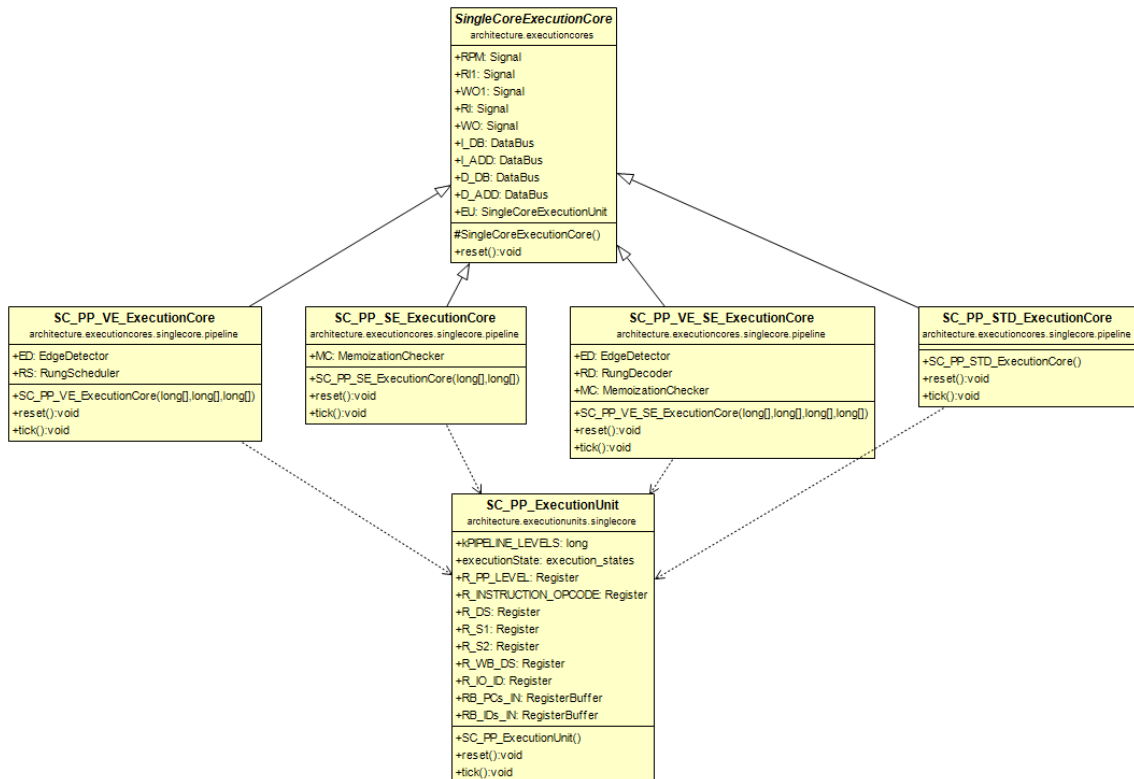 SingleCoreExecutionCore
architecture.executioncores
+RPM: Signal
+RI1: Signal
+WO1: Signal
+RI: Signal
+WO: Signal
+I_DB: DataBus
+I_ADD: DataBus
+D_DB: DataBus
+D_ADD: DataBus
+EU: SingleCoreExecutionUnit
#SingleCoreExecutionCore()
+reset():void
SC_PP_VE_ExecutionCore
architecture.executioncores.singlecore.pipeline
+ED: EdgeDetector
+RS: RungScheduler
+SC_PP_VE_ExecutionCore(long[],long[],long[])
+reset():void
+tick():void
SC_PP_SE_ExecutionCore
architecture.executioncores.singlecore.pipeline
+MC: MemoizationChecker
+SC_PP_SE_ExecutionCore(long[],long[])
+reset():void
+tick():void
SC_PP_VE_SE_ExecutionCore
architecture.executioncores.singlecore.pipeline
+ED: EdgeDetector
+RD: RungDecoder
+MC: MemoizationChecker
+SC_PP_VE_SE_ExecutionCore(long[],long[],long[],long[])
+reset():void
+tick():void
SC_PP_STD_ExecutionCore
architecture.executioncores.singlecore.pipeline
+SC_PP_STD_ExecutionCore()
+reset():void
+tick():void
SC_PP_ExecutionUnit
architecture.executionunits.singlecore
+kPIPELINE_LEVELS: long
+executionState: execution_states
+R_PP_LEVEL: Register
+R_INSTRUCTION_OPCODE: Register
+R_DS: Register
+R_S1: Register
+R_S2: Register
+R_WB_DS: Register
+R_IO_ID: Register
+RB_PCs_IN: RegisterBuffer
+RB_IDs_IN: RegisterBuffer
+SC_PP_ExecutionUnit()
+reset():void
+tick():void